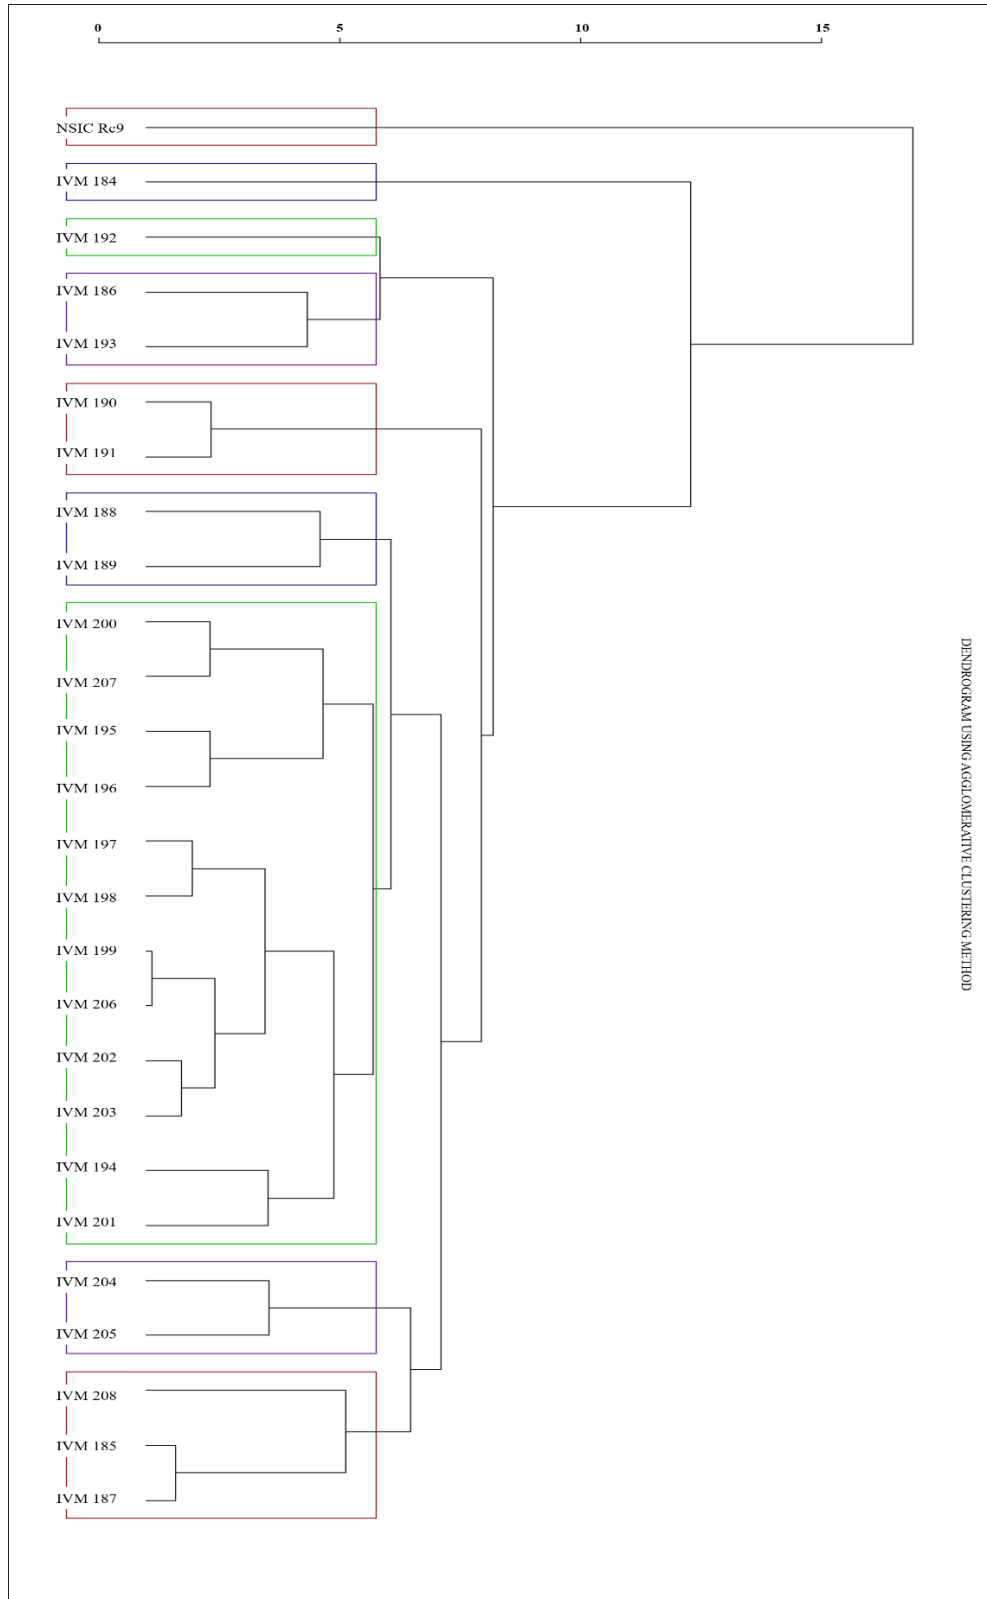 0 5 10 15
NSIC Rc9
IVM 184
IVM 192
IVM 186
IVM 193
IVM 190
IVM 191
IVM 188
IVM 189
IVM 200
IVM 207
IVM 195
IVM 196
IVM 197
IVM 198
IVM 199
IVM 206
IVM 202
IVM 203
IVM 194
IVM 201
IVM 204
IVM 205
IVM 208
IVM 185
IVM 187
DENDROGRAM USING AGGLOMERATIVE CLUSTERING METHOD